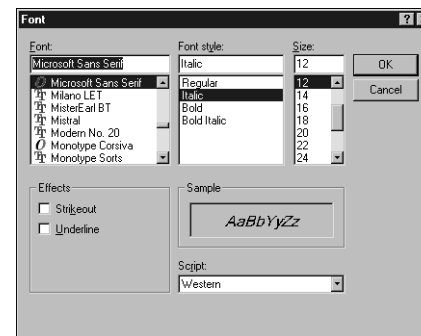 Font
Font: Font style: Size:
Microsoft Sans Serif Italic 12 OK
Microsoft Sans Serif Regular 12 Cancel
Milano LET Italic 14
MisterEarl BT Bold 16
Mistral Bold Italic 18
Modern No. 20 20
Monotype Corsiva 22
Monotype Sorts 24
Effects Sample
Strikeout AaBbYyZz
Underline
Script:
Western